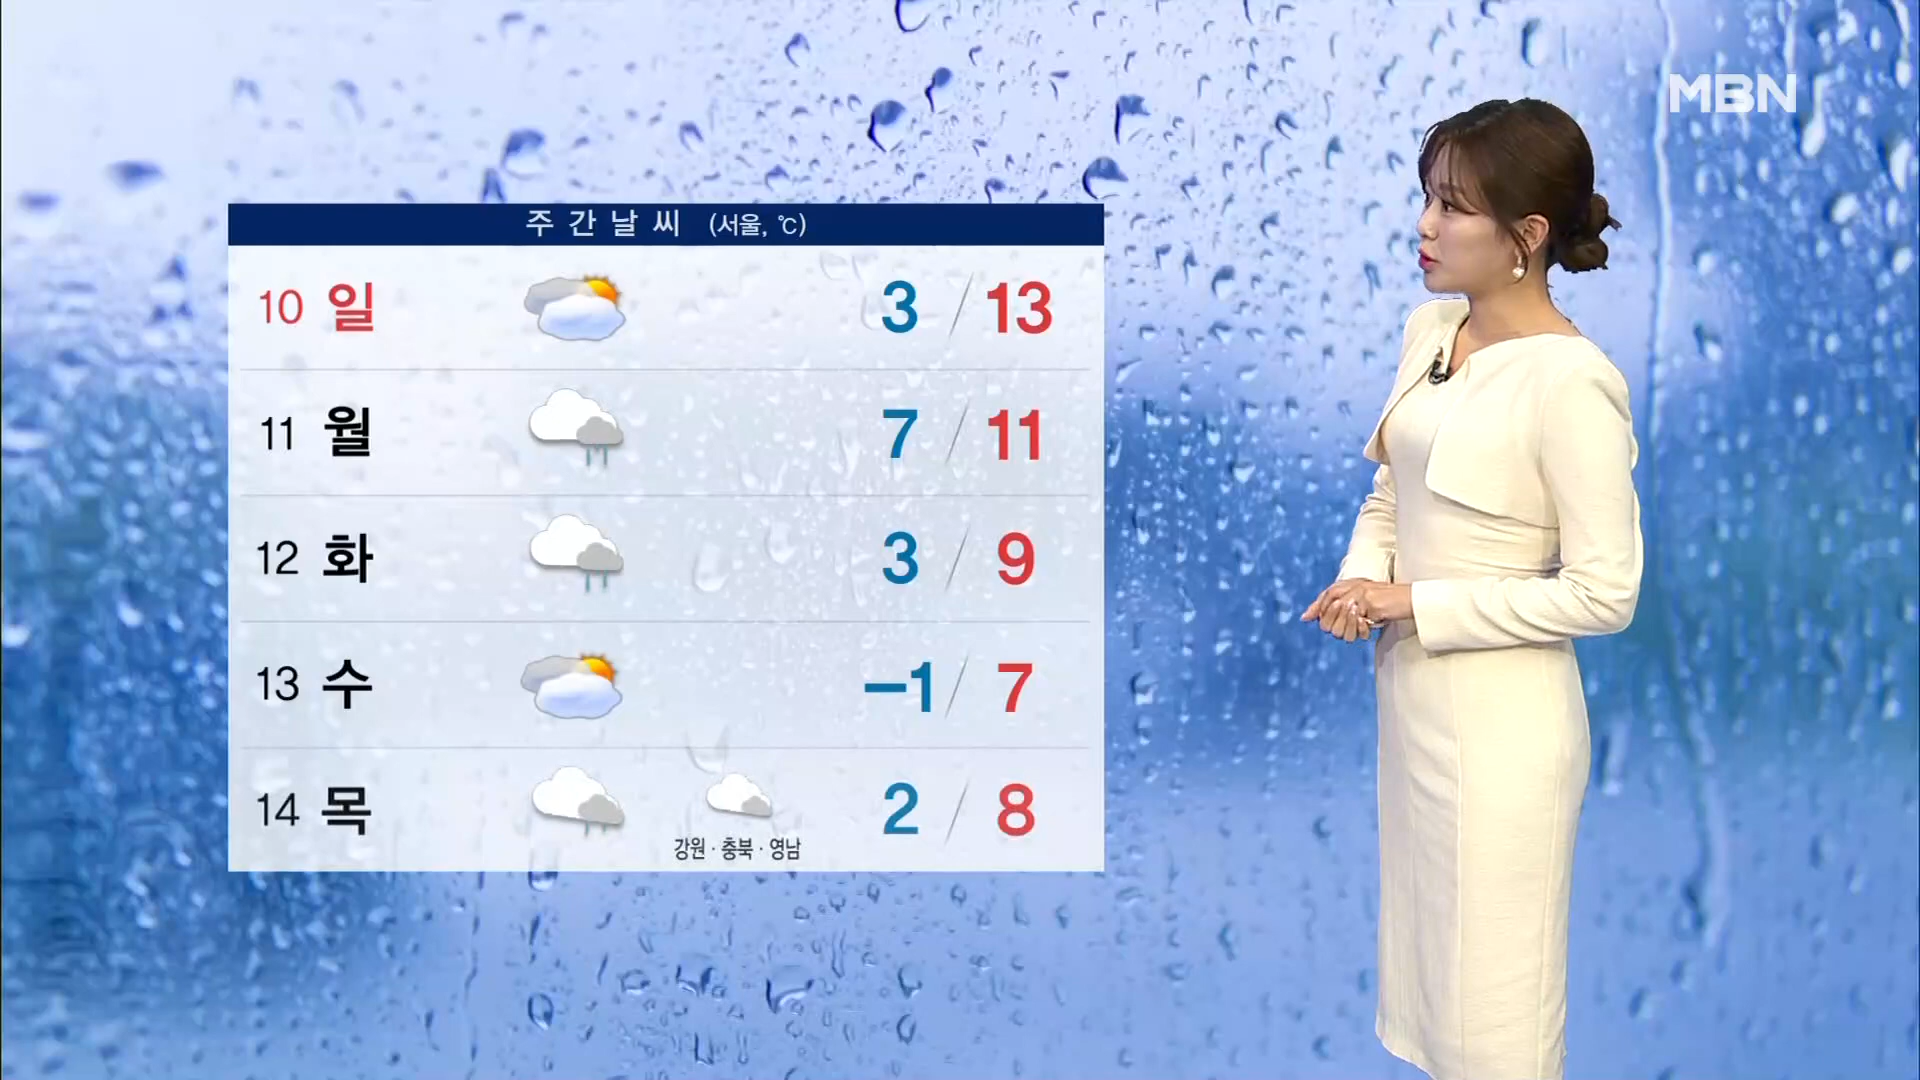 MBN
주간날씨 (서울, ℃)
10 일 3 / 13
11 월 7 / 11
12 화 3 / 9
13 수 -1 / 7
14 목 2 / 8
강원·충북·영남